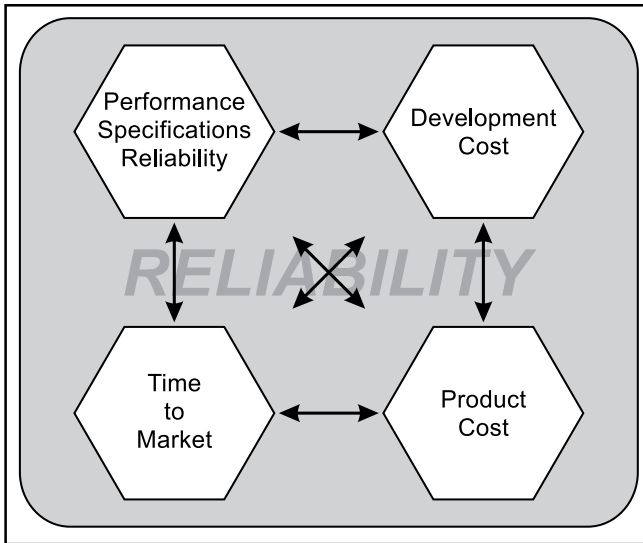 Performance
Specifications
Reliability
Development
Cost
RELIABILITY
Time
to
Market
Product
Cost